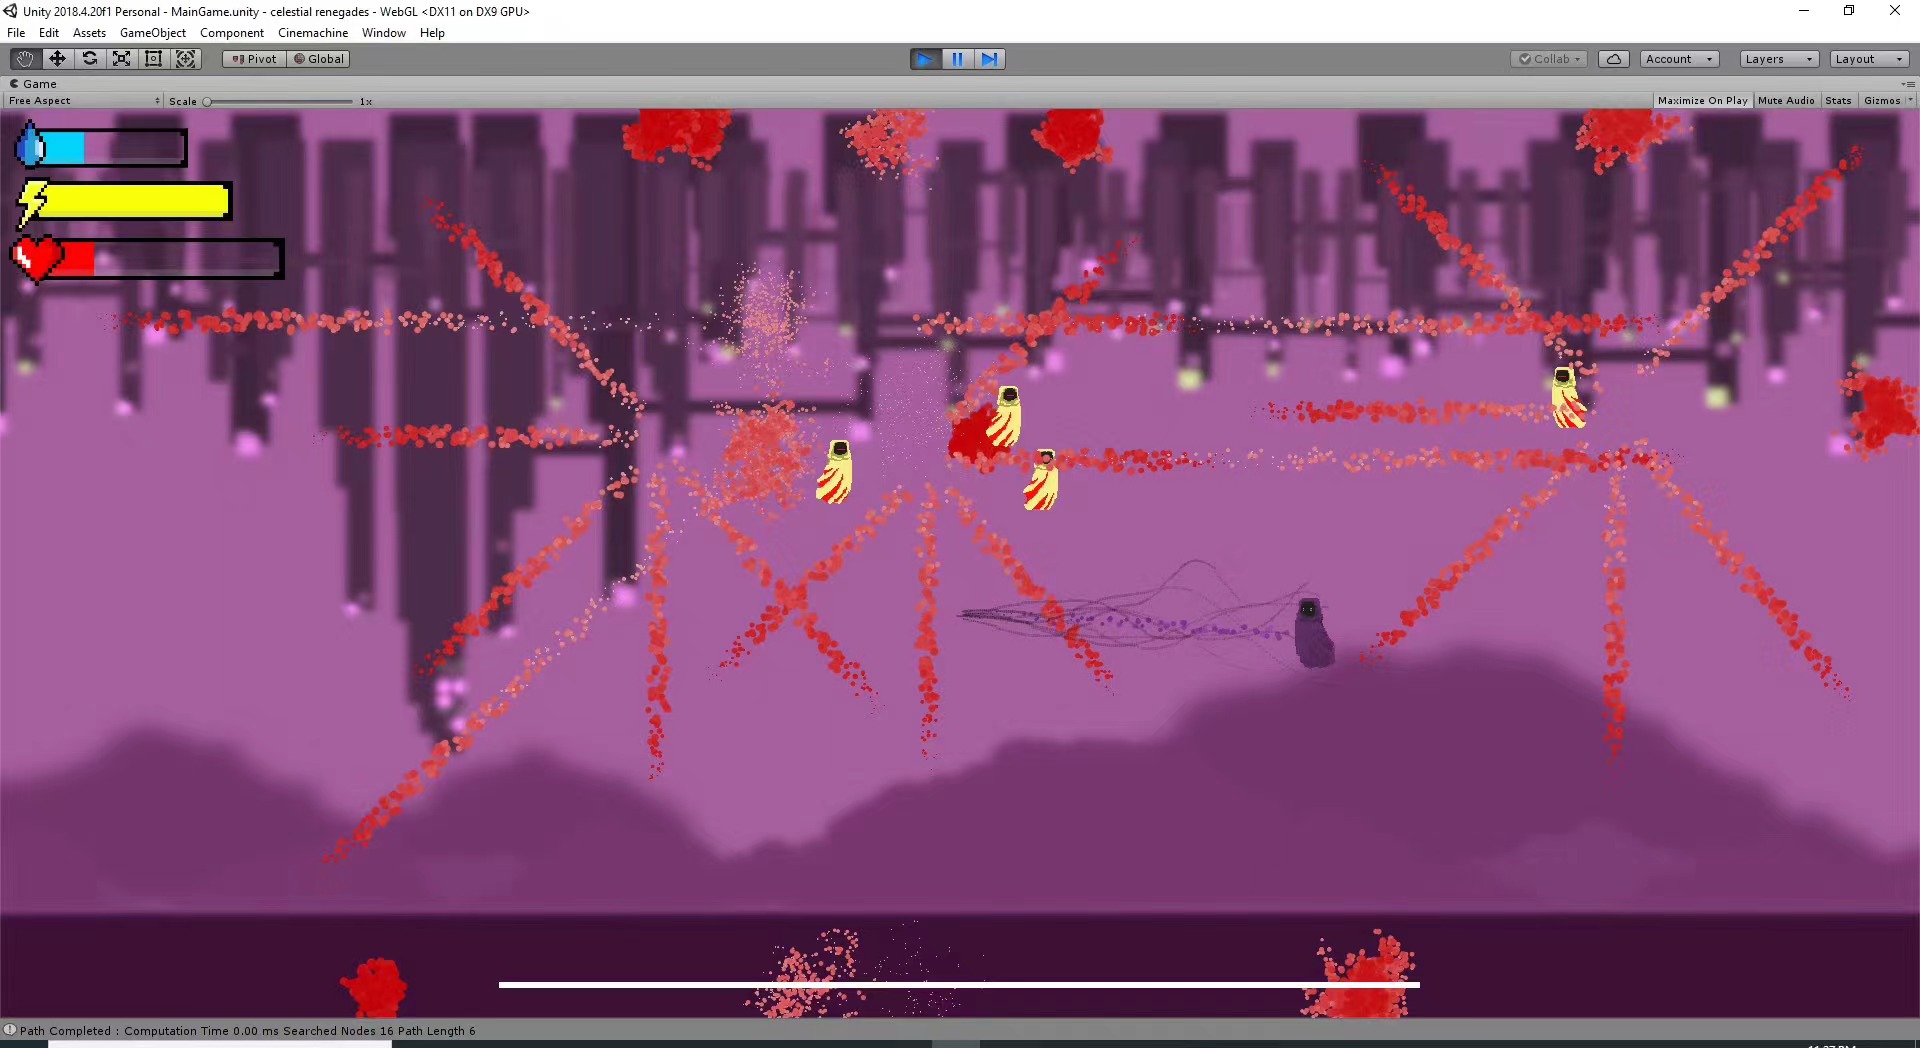 Unity 2018.4.20f1 Personal - MainGame.unity - celestial renegades - WebGL <DX11 on DX9 GPU>
File Edit Assets GameObject Component Cinemachine Window Help
Pivot Global Collab Account Layers Layout
Game
Free Aspect Scale 1x Maximize On Play Mute Audio Stats Gizmos
Path Completed : Computation Time 0.00 ms Searched Nodes 16 Path Length 6